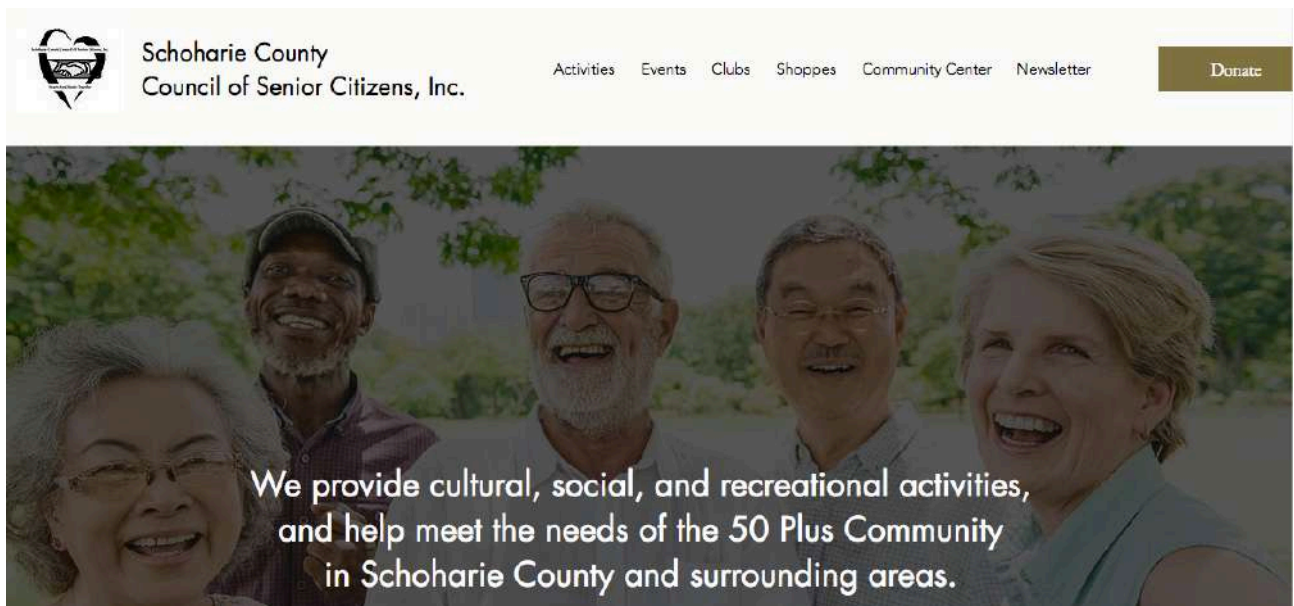 Schoharie County
Council of Senior Citizens, Inc.
Activities Events Clubs Shoppes Community Center Newsletter Donate
We provide cultural, social, and recreational activities,
and help meet the needs of the 50 Plus Community
in Schoharie County and surrounding areas.